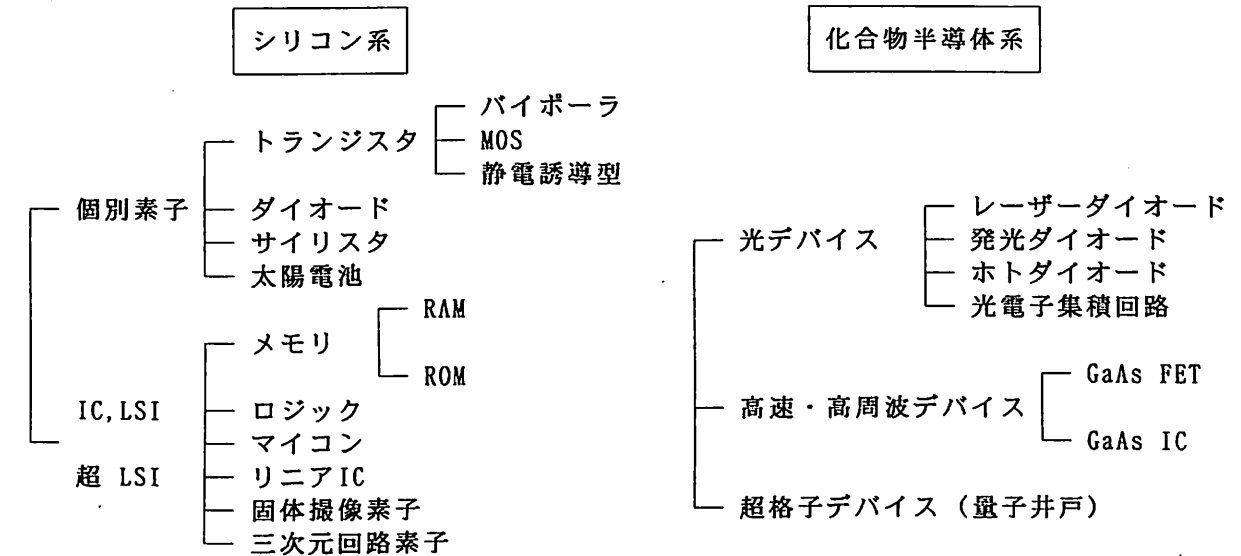 シリコン系
トランジスタ
バイポーラ
MOS
静電誘導型
個別素子
ダイオード
サイリスタ
太陽電池
メモリ
RAM
ROM
IC,LSI
超 LSI
ロジック
マイコン
リニアIC
固体撮像素子
三次元回路素子
化合物半導体系
光デバイス
レーザーダイオード
発光ダイオード
ホトダイオード
光電子集積回路
高速・高周波デバイス
GaAs FET
GaAs IC
超格子デバイス (量子井戸)